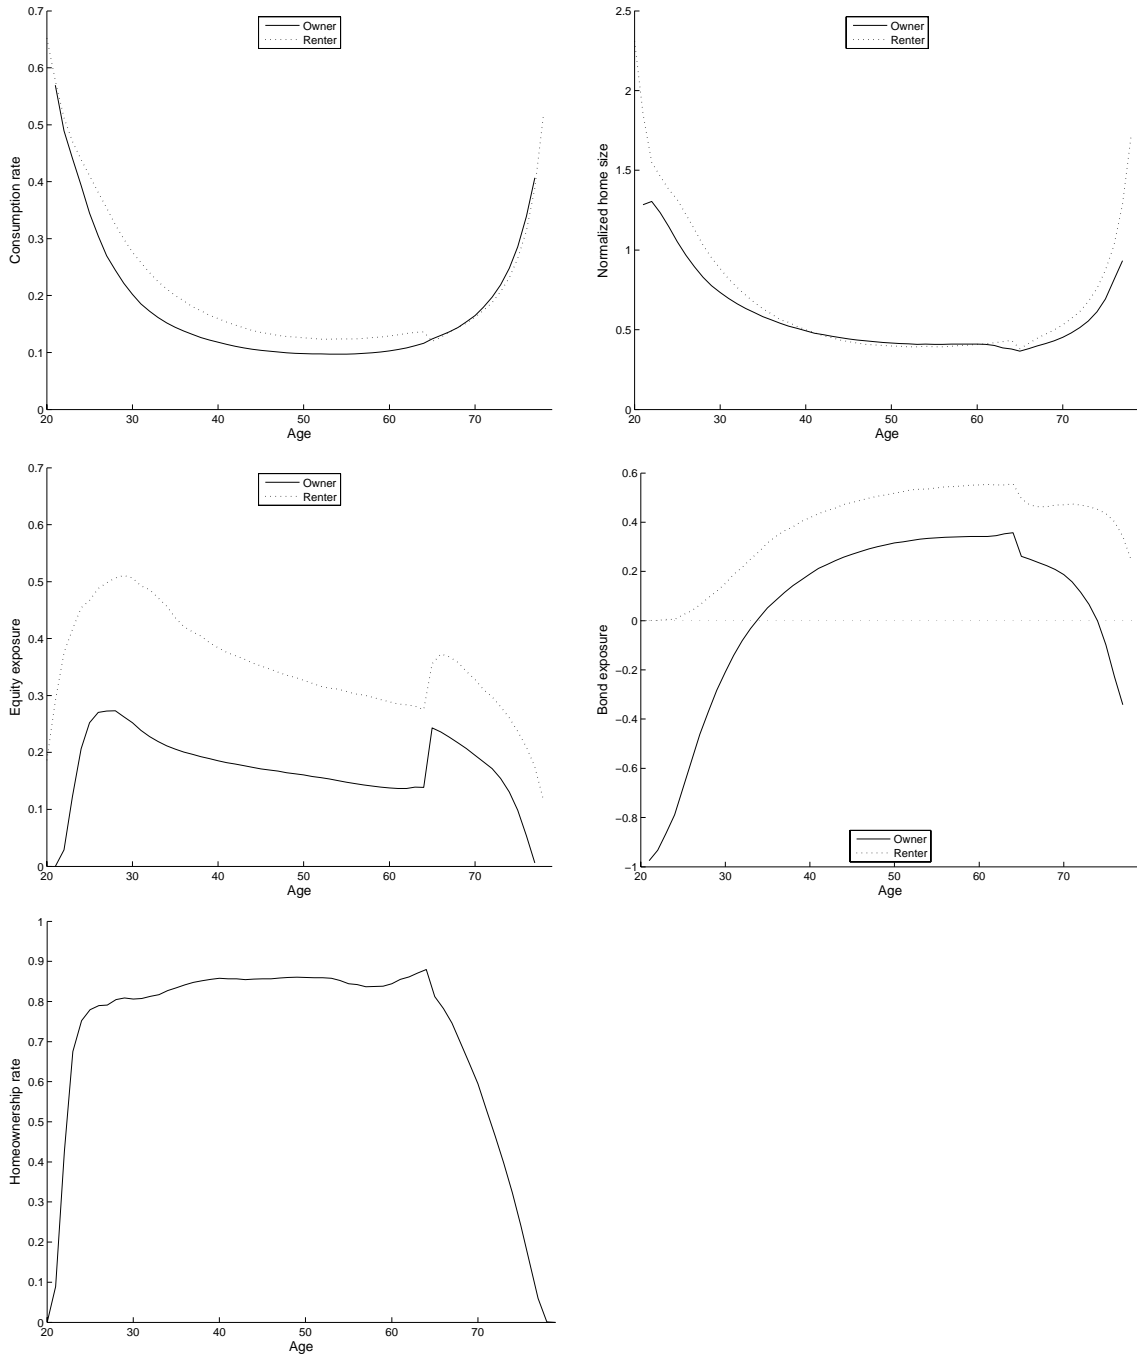 Consumption rate
0.7
0.6
0.5
0.4
0.3
0.2
0.1
0
20 30 40 50 60 70
Age
Owner
Renter
Normalized home size
2.5
2
1.5
1
0.5
0
20 30 40 50 60 70
Age
Owner
Renter
Equity exposure
0.7
0.6
0.5
0.4
0.3
0.2
0.1
0
20 30 40 50 60 70
Age
Owner
Renter
Bond exposure
0.6
0.4
0.2
0
−0.2
−0.4
−0.6
−0.8
−1
20 30 40 50 60 70
Age
Owner
Renter
Homeownership rate
1
0.9
0.8
0.7
0.6
0.5
0.4
0.3
0.2
0.1
0
20 30 40 50 60 70
Age